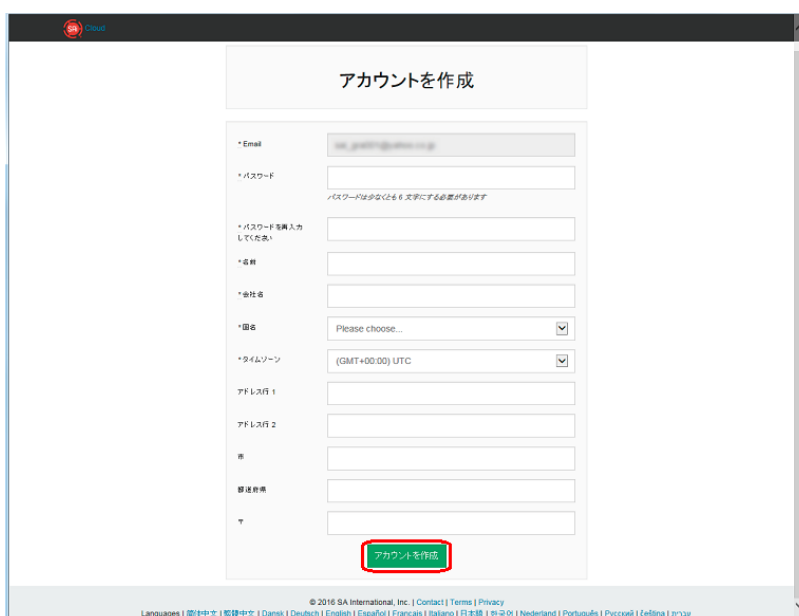 SAi Cloud
アカウントを作成
* Email
* パスワード
パスワードは少なくとも 6 文字にする必要があります
* パスワードを再入力
してください
* 名前
* 会社名
* 国名
Please choose...
* タイムゾーン
(GMT+00:00) UTC
アドレス行 1
アドレス行 2
市
都道府県
〒
アカウントを作成
© 2016 SA International, Inc. | Contact | Terms | Privacy
Languages | 简体中文 | 繁體中文 | Dansk | Deutsch | English | Español | Français | Italiano | 日本語 | 한국어 | Nederland | Português | Русский | čeština | עברית